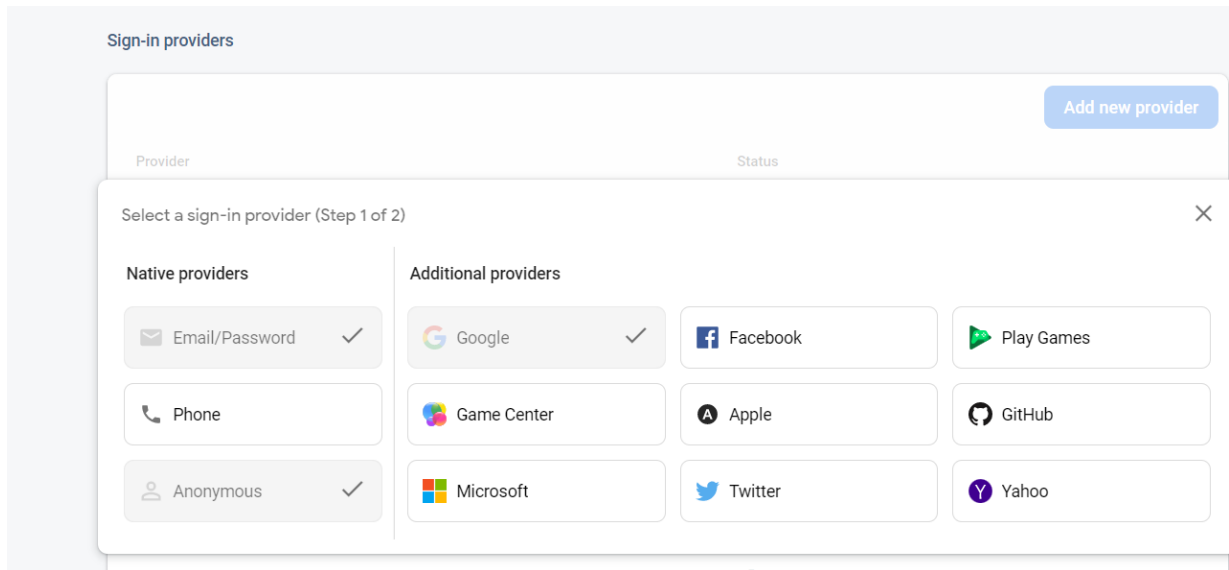 Sign-in providers
Add new provider
Provider Status
Select a sign-in provider (Step 1 of 2)
Native providers
Email/Password
Phone
Anonymous
Additional providers
Google Facebook Play Games
Game Center Apple GitHub
Microsoft Twitter Yahoo